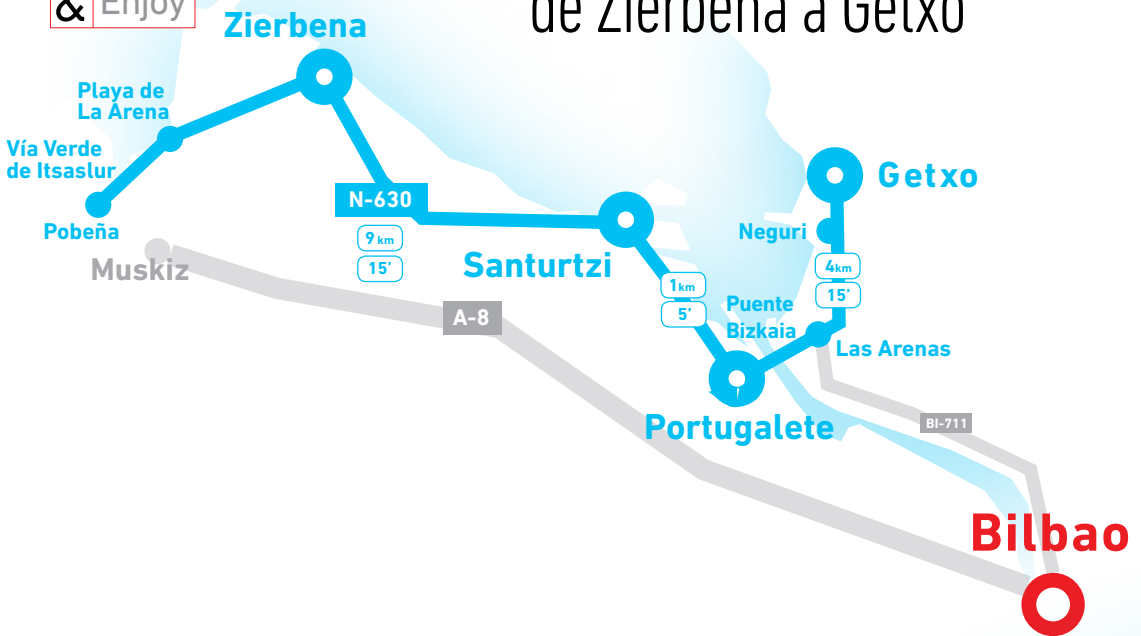 & Enjoy
de Zierbena a Getxo
Zierbena
Playa de
La Arena
Vía Verde
de Itsaslur
Pobeña
Muskiz
N-630
9 km
15’
A-8
Santurtzi
1km
5’
Portugalete
Puente
Bizkaia
Getxo
Neguri
4km
15’
Las Arenas
BI-711
Bilbao